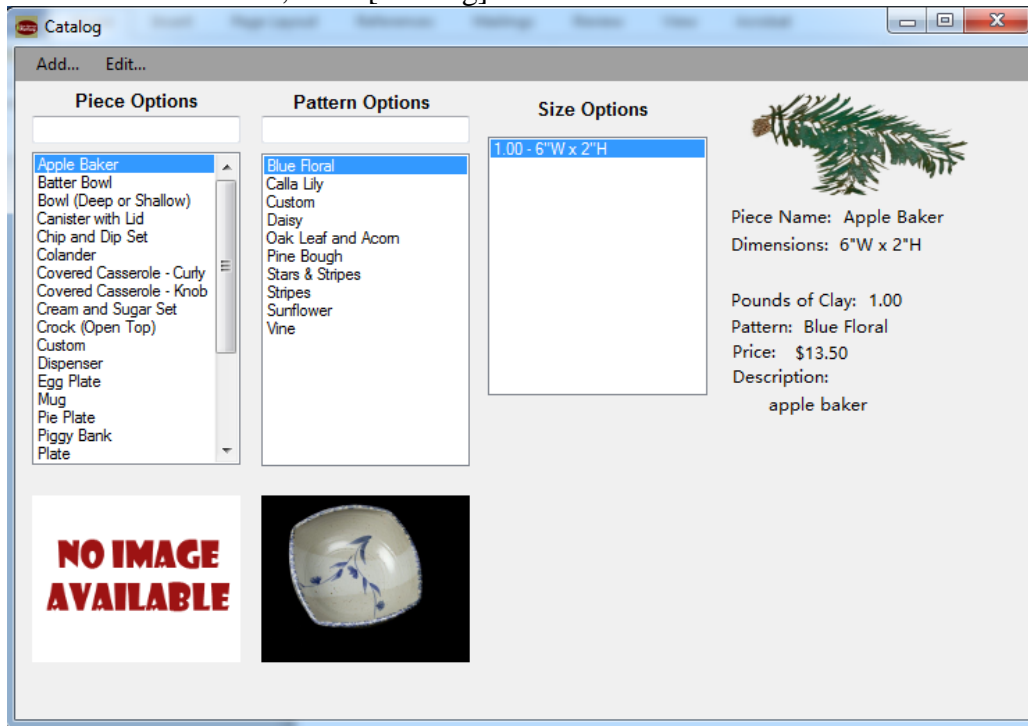 Catalog
Add... Edit...
Piece Options
Apple Baker
Batter Bowl
Bowl (Deep or Shallow)
Canister with Lid
Chip and Dip Set
Colander
Covered Casserole - Curly
Covered Casserole - Knob
Cream and Sugar Set
Crock (Open Top)
Custom
Dispenser
Egg Plate
Mug
Pie Plate
Piggy Bank
Plate
NO IMAGE
AVAILABLE
Pattern Options
Blue Floral
Calla Lily
Custom
Daisy
Oak Leaf and Acorn
Pine Bough
Stars & Stripes
Stripes
Sunflower
Vine
Size Options
1.00 - 6"W x 2"H
Piece Name: Apple Baker
Dimensions: 6"W x 2"H
Pounds of Clay: 1.00
Pattern: Blue Floral
Price: $13.50
Description:
apple baker